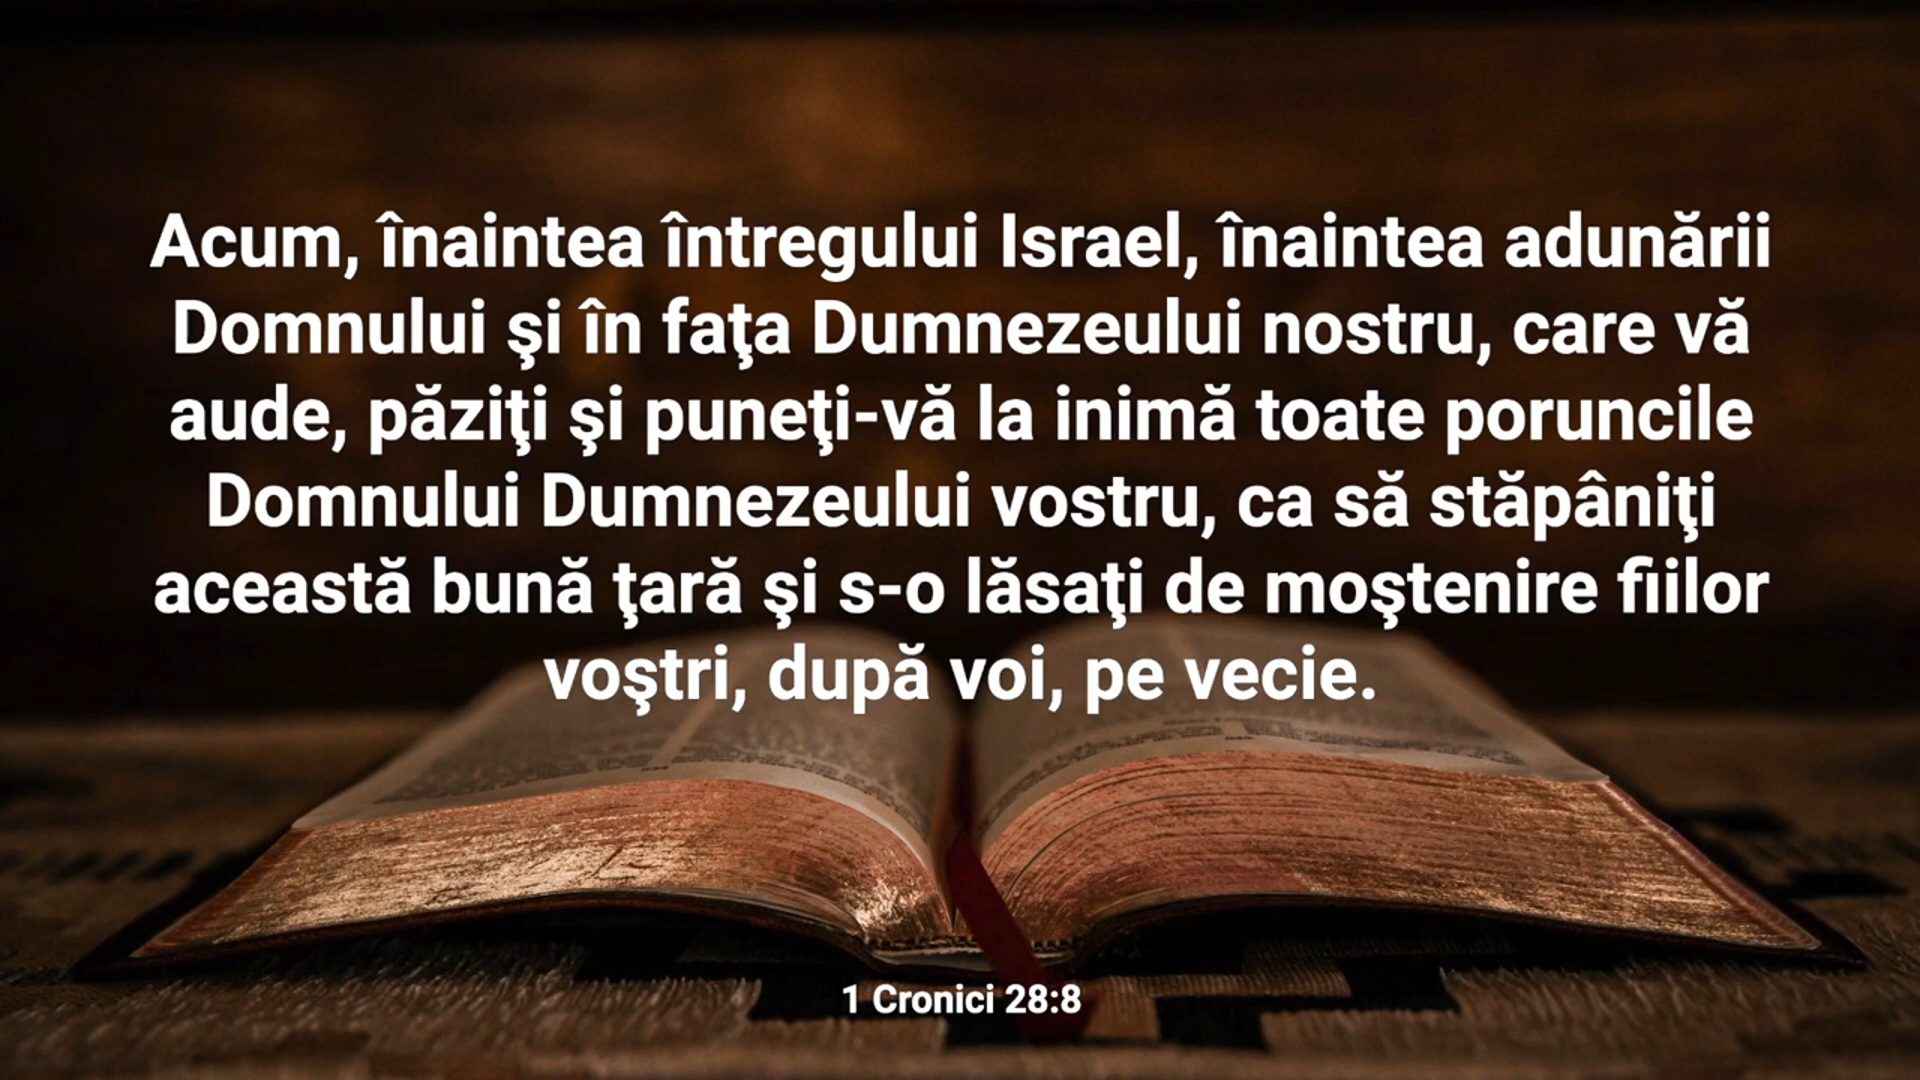 Acum, înaintea întregului Israel, înaintea adunării
Domnului şi în faţa Dumnezeului nostru, care vă
aude, păziţi şi puneţi-vă la inimă toate poruncile
Domnului Dumnezeului vostru, ca să stăpâniţi
această bună ţară şi s-o lăsaţi de moştenire fiilor
voştri, după voi, pe vecie.
1 Cronici 28:8